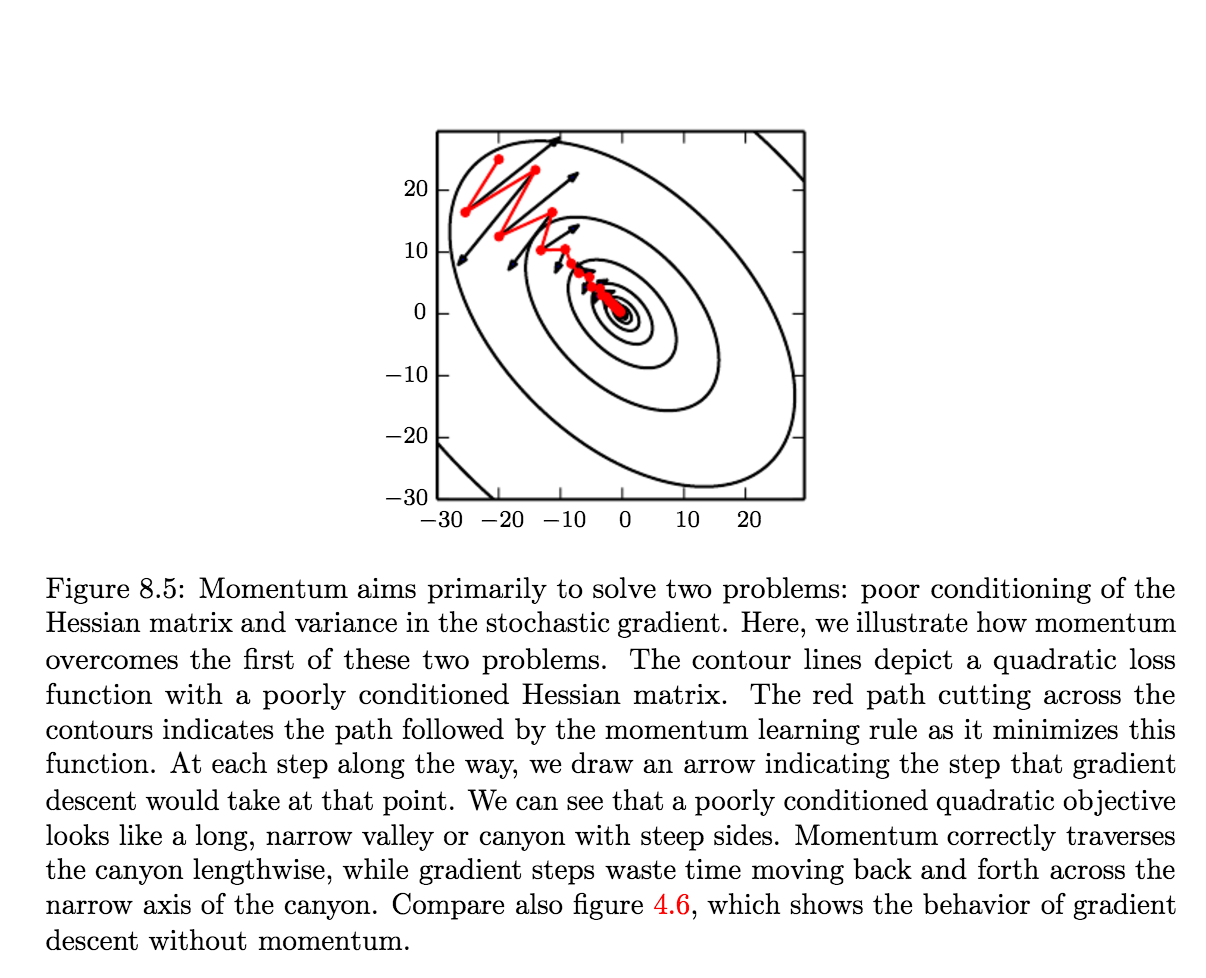 20
10
0
−10
−20
−30
−30 −20 −10 0 10 20
Figure 8.5: Momentum aims primarily to solve two problems: poor conditioning of the
Hessian matrix and variance in the stochastic gradient. Here, we illustrate how momentum
overcomes the first of these two problems. The contour lines depict a quadratic loss
function with a poorly conditioned Hessian matrix. The red path cutting across the
contours indicates the path followed by the momentum learning rule as it minimizes this
function. At each step along the way, we draw an arrow indicating the step that gradient
descent would take at that point. We can see that a poorly conditioned quadratic objective
looks like a long, narrow valley or canyon with steep sides. Momentum correctly traverses
the canyon lengthwise, while gradient steps waste time moving back and forth across the
narrow axis of the canyon. Compare also figure 4.6, which shows the behavior of gradient
descent without momentum.